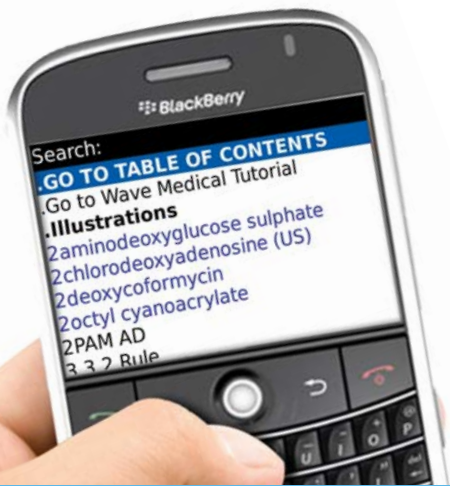 BlackBerry
Search:
.GO TO TABLE OF CONTENTS
.Go to Wave Medical Tutorial
.Illustrations
2aminodeoxyglucose sulphate
2chlorodeoxyadenosine (US)
2deoxycoformycin
2octyl cyanoacrylate
2PAM AD
3 3 2 Rule
U I O P
del